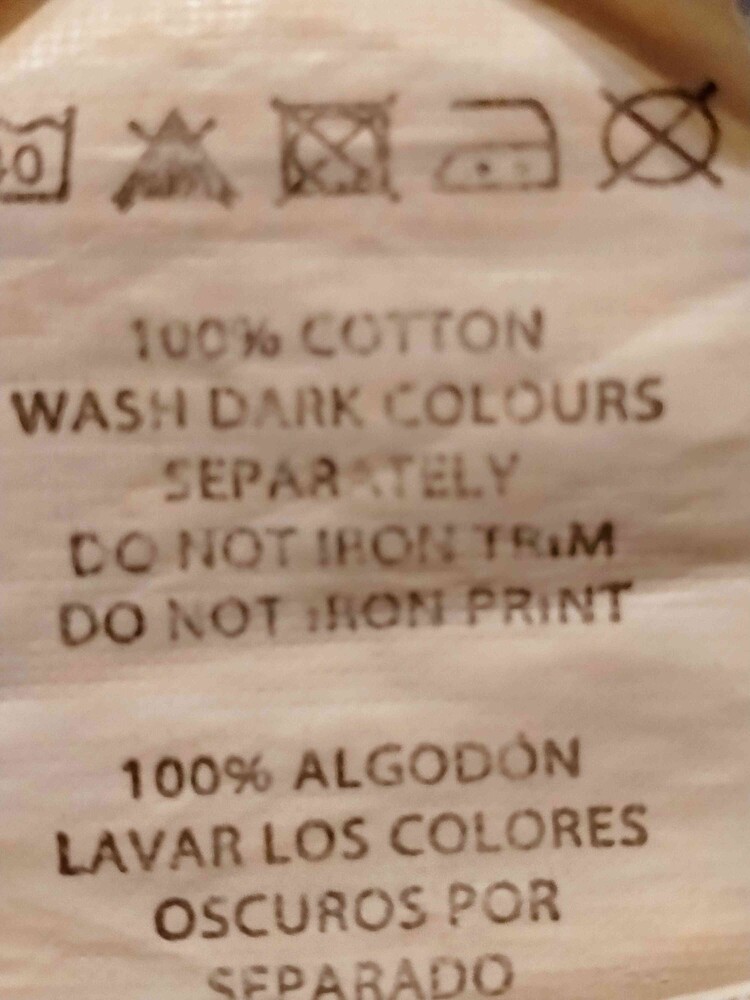 40
100% COTTON
WASH DARK COLOURS
SEPARATELY
DO NOT IRON TRIM
DO NOT IRON PRINT
100% ALGODÓN
LAVAR LOS COLORES
OSCUROS POR
SEPARADO